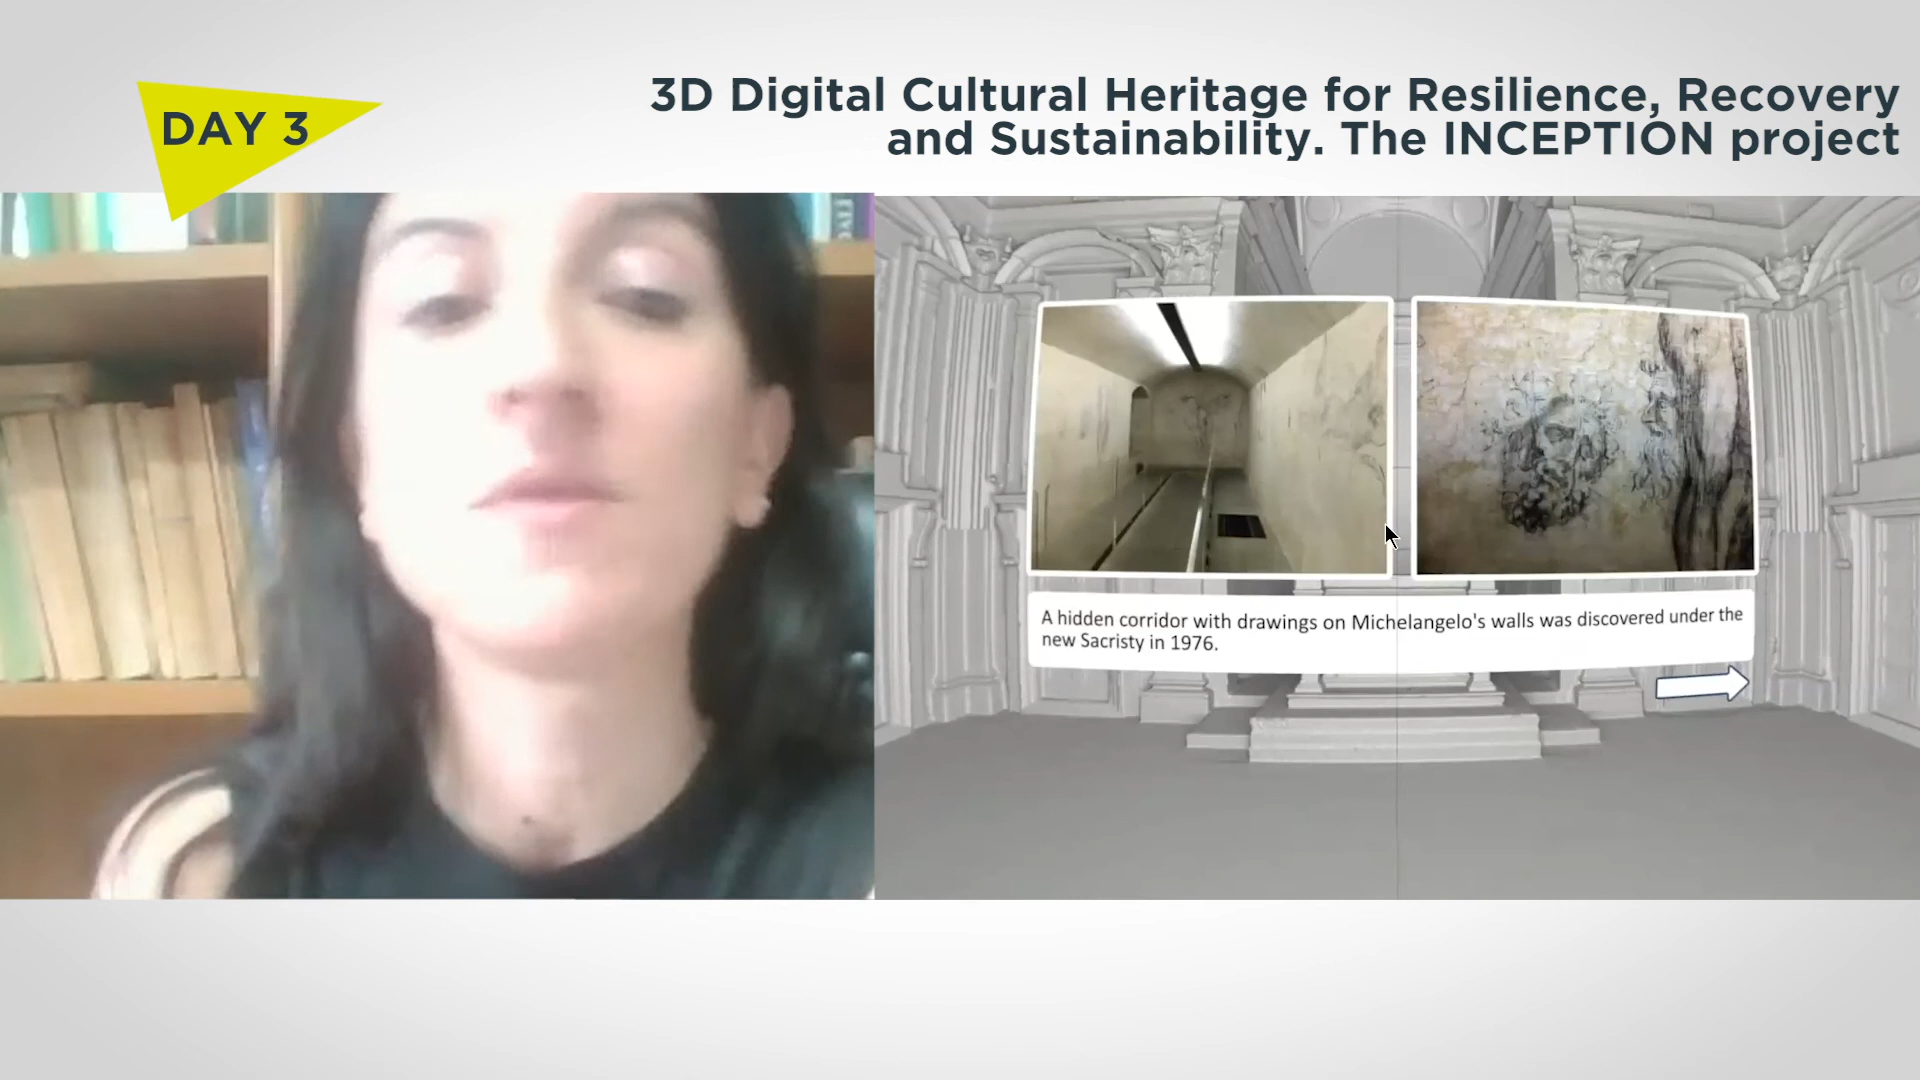 DAY 3
3D Digital Cultural Heritage for Resilience, Recovery
and Sustainability. The INCEPTION project
A hidden corridor with drawings on Michelangelo's walls was discovered under the
new Sacristy in 1976.